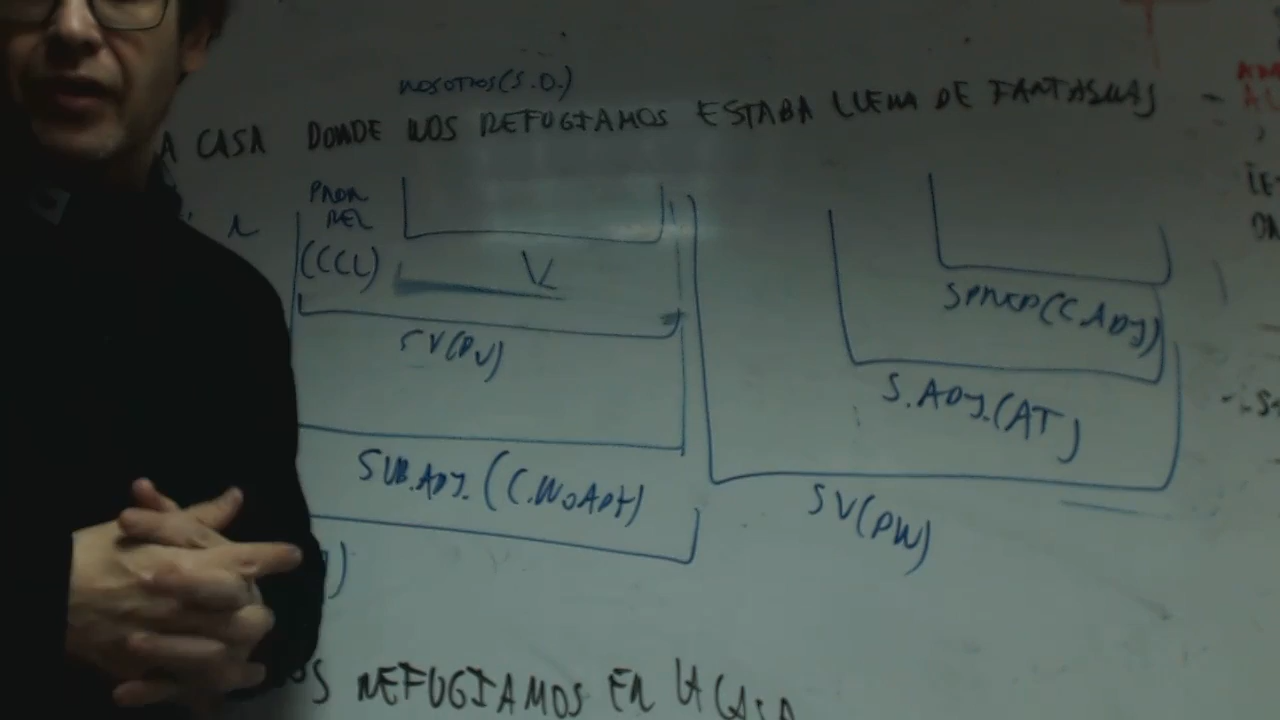 NOSOTROS (S.O.)
A CASA DONDE NOS REFUGIAMOS ESTABA LLENA DE FANTASMAS -
PRON
REL
(CCL)
N
SPREP(C ADJ)
SV(PV)
S.ADJ.(AT)
SUB.ADJ. (C.NOADY)
SV(PN)
)
OS REFUGIAMOS EN LA CASA